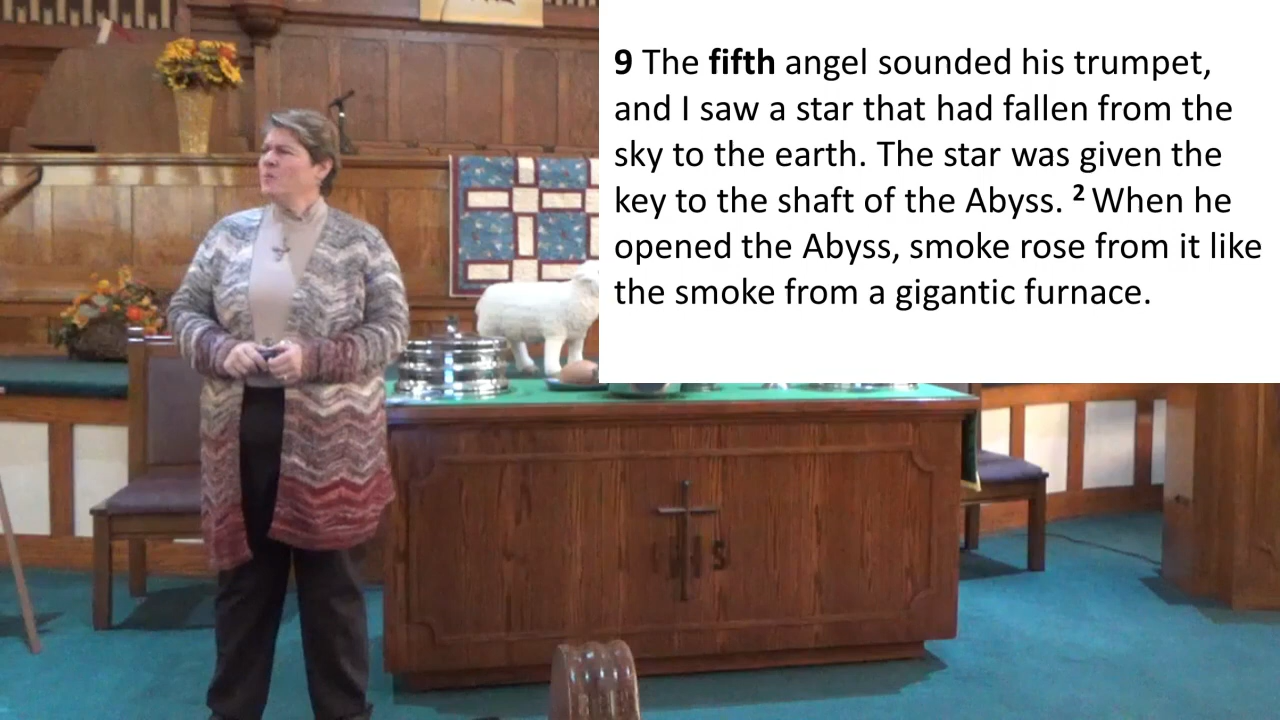 9 The fifth angel sounded his trumpet,
and I saw a star that had fallen from the
sky to the earth. The star was given the
key to the shaft of the Abyss. 2 When he
opened the Abyss, smoke rose from it like
the smoke from a gigantic furnace.